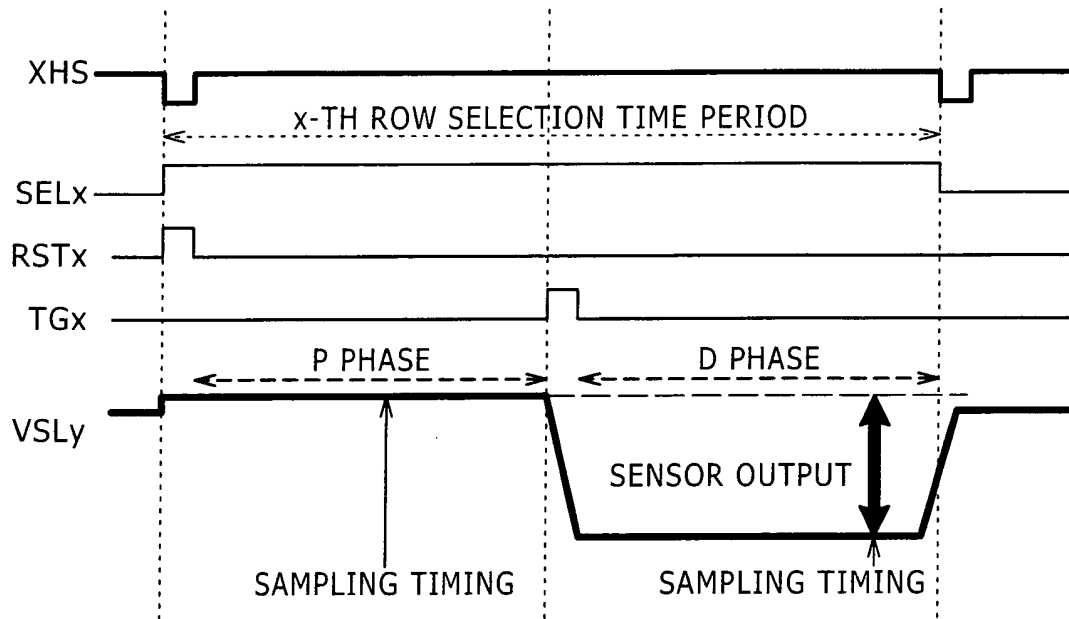 XHS
x-TH ROW SELECTION TIME PERIOD
SELx
RSTx
TGx
P PHASE
D PHASE
VSLy
SENSOR OUTPUT
SAMPLING TIMING
SAMPLING TIMING